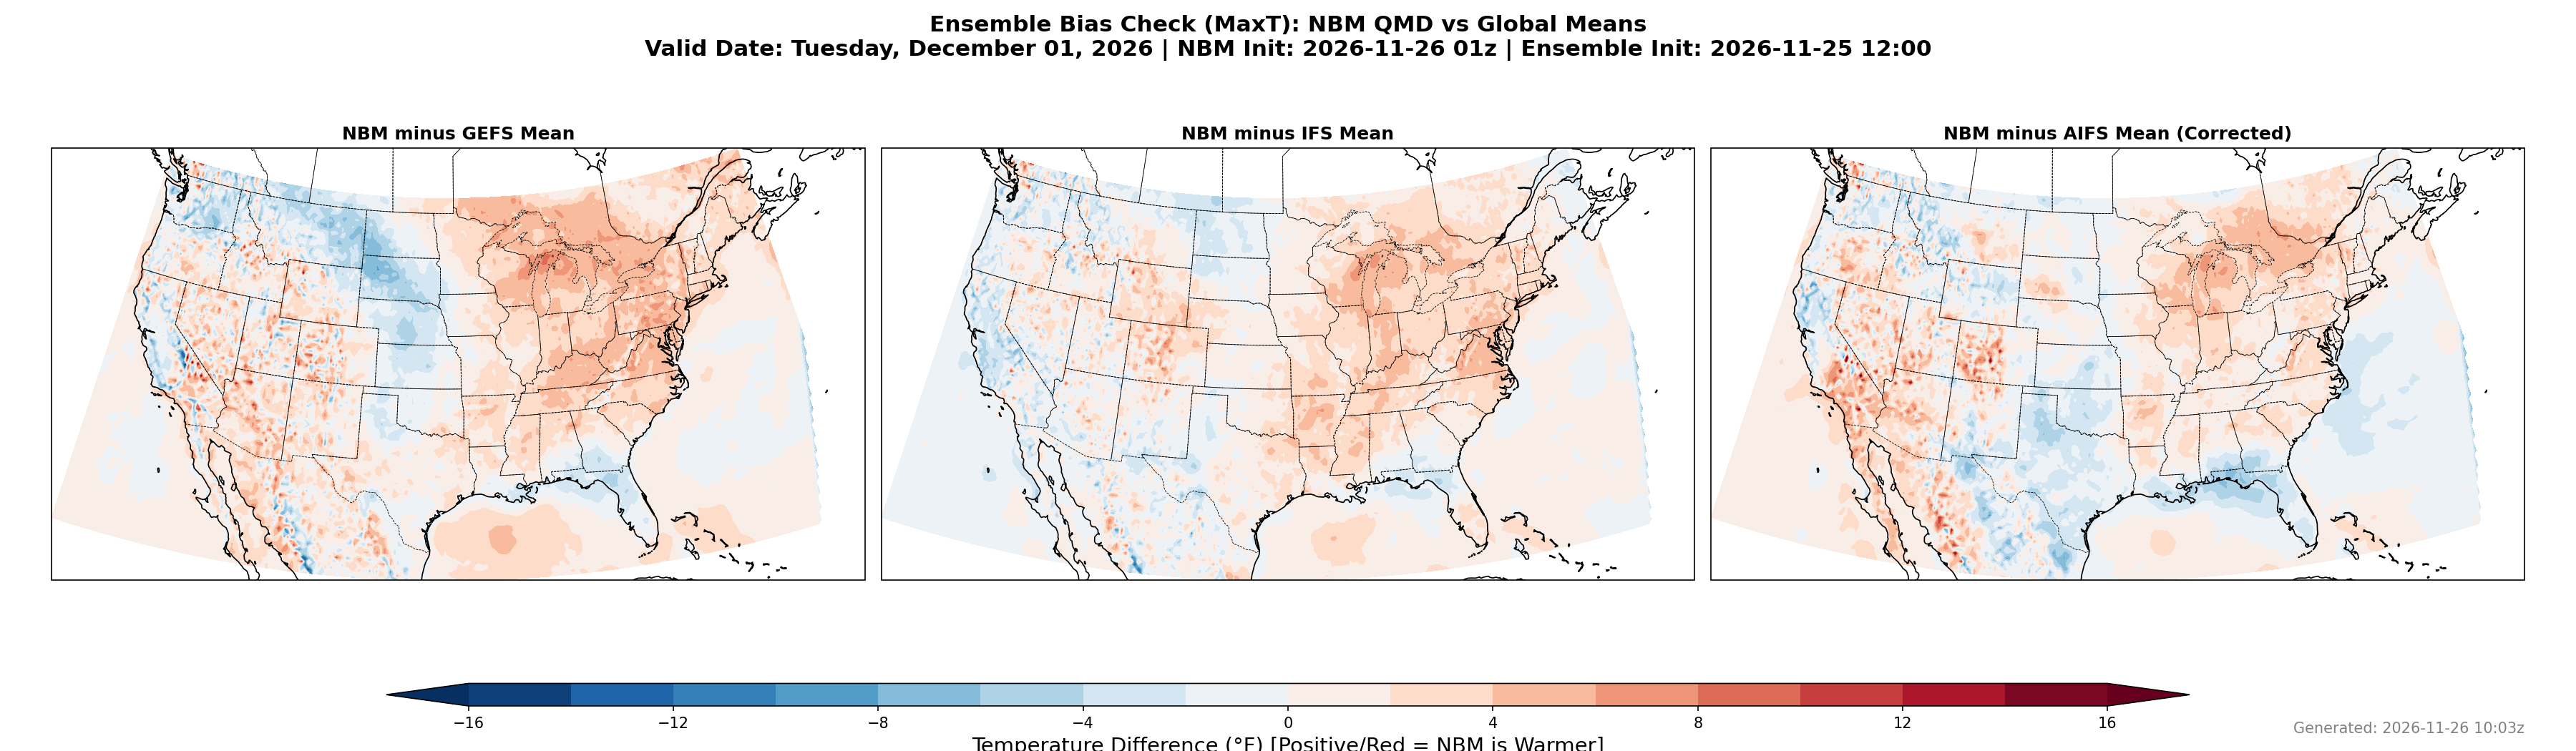 Ensemble Bias Check (MaxT): NBM QMD vs Global Means
Valid Date: Tuesday, December 01, 2026 | NBM Init: 2026-11-26 01z | Ensemble Init: 2026-11-25 12:00
NBM minus GEFS Mean
NBM minus IFS Mean
NBM minus AIFS Mean (Corrected)
−16
−12
−8
−4
0
4
8
12
16
Temperature Difference (°F) [Positive/Red = NBM is Warmer]
Generated: 2026-11-26 10:03z